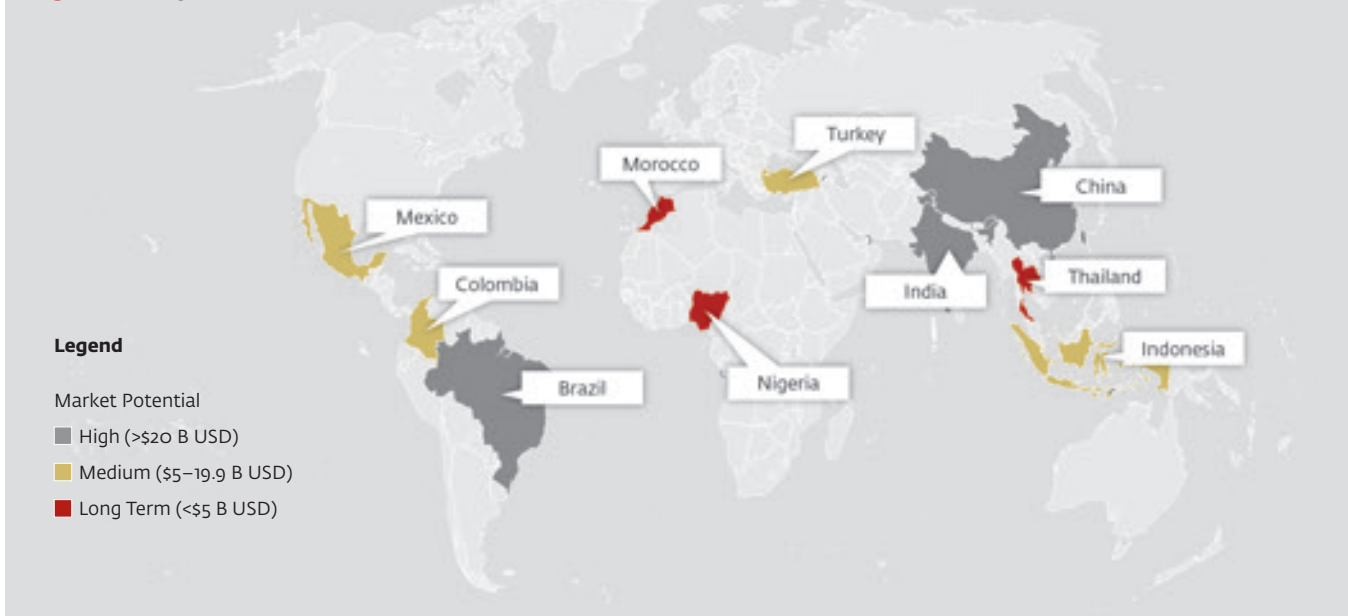 Turkey
Morocco
China
Mexico
Thailand
Colombia
India
Indonesia
Legend
Nigeria
Brazil
Market Potential
High (>$20 B USD)
Medium ($5–19.9 B USD)
Long Term (<$5 B USD)